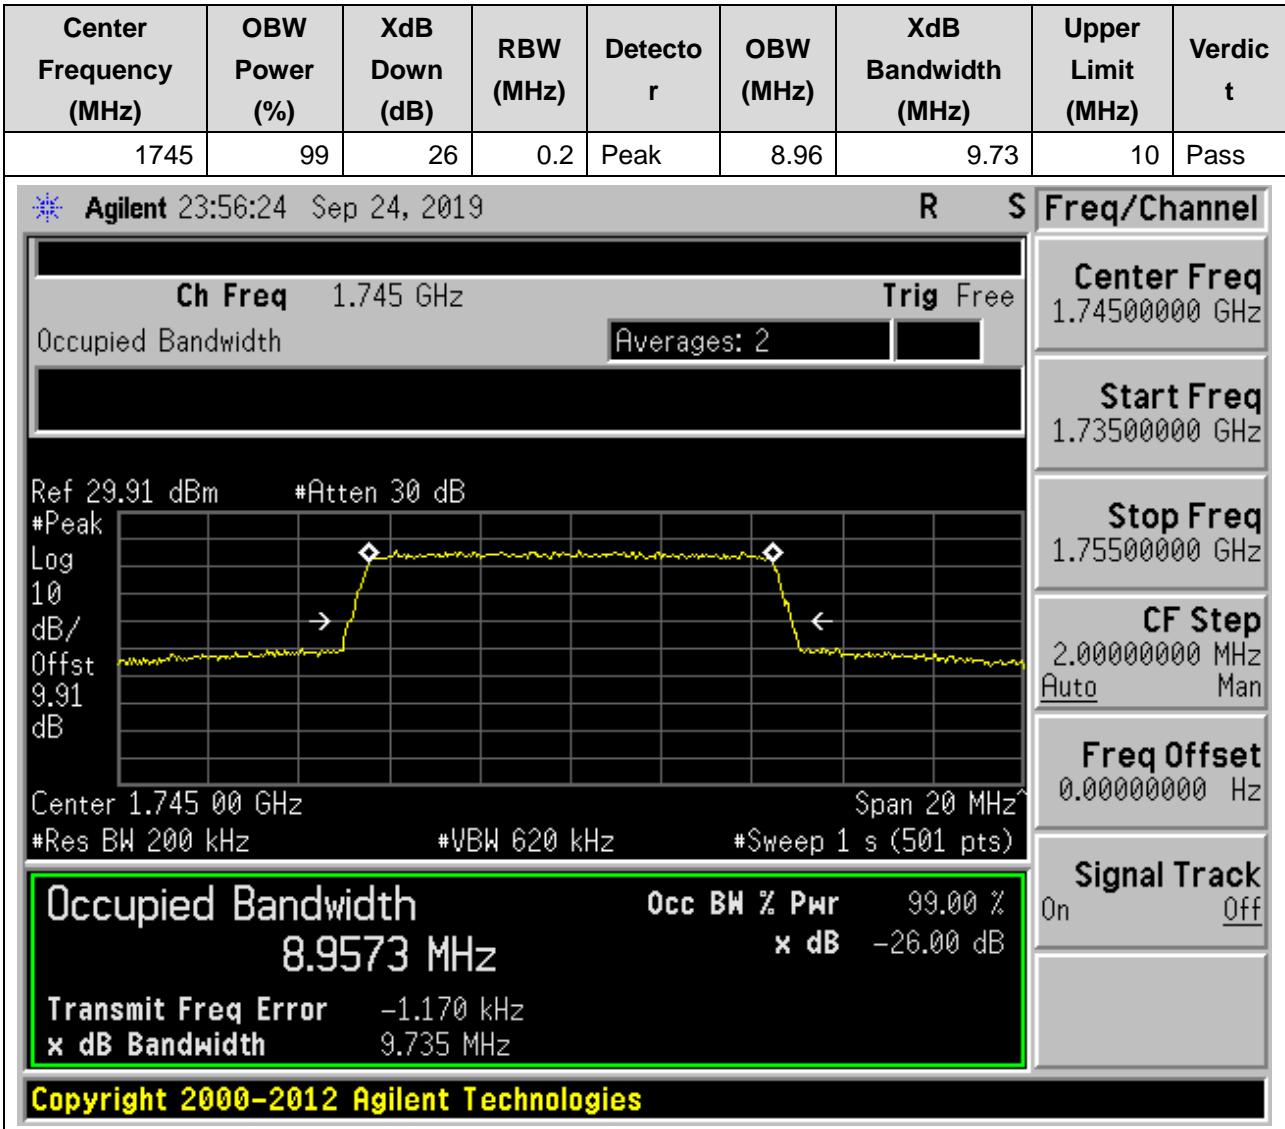 Center Frequency (MHz) OBW Power (%) XdB Down (dB) RBW (MHz) Detector OBW (MHz) XdB Bandwidth (MHz) Upper Limit (MHz) Verdict
1745 99 26 0.2 Peak 8.96 9.73 10 Pass
Agilent 23:56:24 Sep 24, 2019 R S
Ch Freq 1.745 GHz Trig Free
Occupied Bandwidth Averages: 2
Ref 29.91 dBm #Atten 30 dB
#Peak
Log
10
dB/
Offst
9.91
dB
Center 1.745 00 GHz Span 20 MHz^
#Res BW 200 kHz #VBW 620 kHz #Sweep 1 s (501 pts)
Occupied Bandwidth Occ BW % Pwr 99.00 %
8.9573 MHz x dB -26.00 dB
Transmit Freq Error -1.170 kHz
x dB Bandwidth 9.735 MHz
Copyright 2000-2012 Agilent Technologies
Freq/Channel
Center Freq
1.74500000 GHz
Start Freq
1.73500000 GHz
Stop Freq
1.75500000 GHz
CF Step
2.00000000 MHz
Auto Man
Freq Offset
0.00000000 Hz
Signal Track
On Off